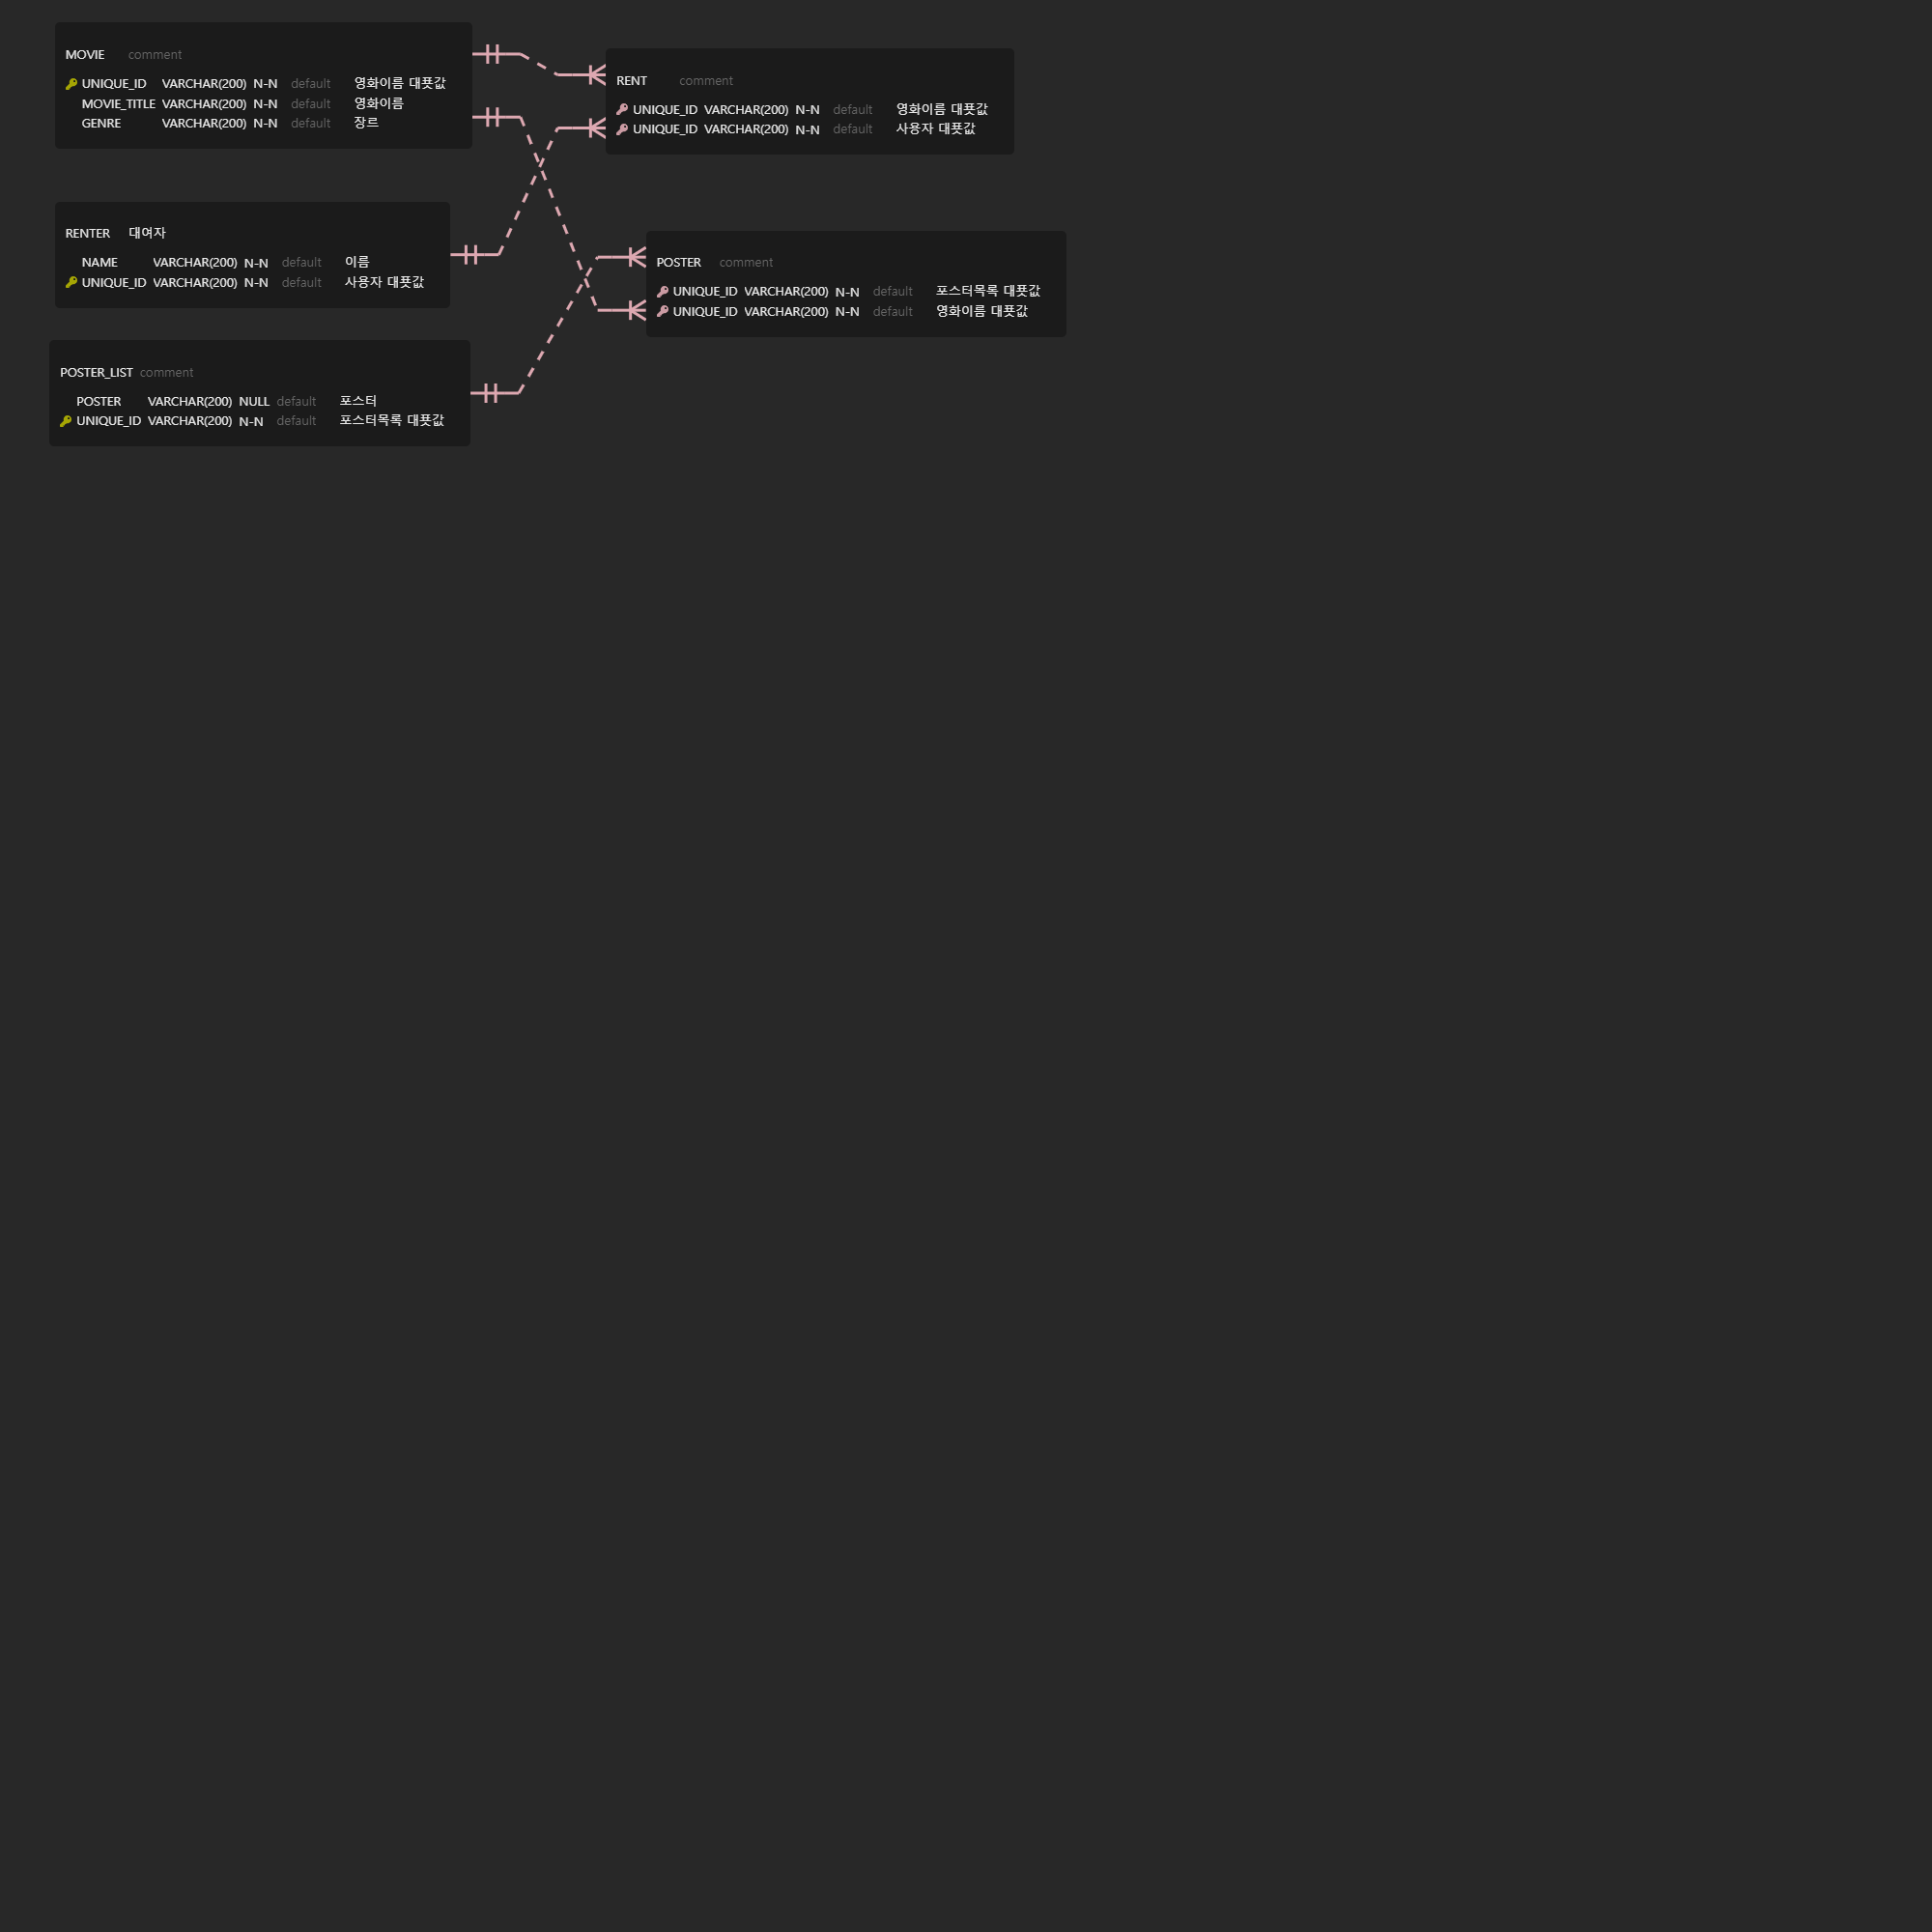 MOVIE comment
UNIQUE_ID VARCHAR(200) N-N default 영화이름 대푯값
MOVIE_TITLE VARCHAR(200) N-N default 영화이름
GENRE VARCHAR(200) N-N default 장르
RENT comment
UNIQUE_ID VARCHAR(200) N-N default 영화이름 대푯값
UNIQUE_ID VARCHAR(200) N-N default 사용자 대푯값
RENTER 대여자
NAME VARCHAR(200) N-N default 이름
UNIQUE_ID VARCHAR(200) N-N default 사용자 대푯값
POSTER comment
UNIQUE_ID VARCHAR(200) N-N default 포스터목록 대푯값
UNIQUE_ID VARCHAR(200) N-N default 영화이름 대푯값
POSTER_LIST comment
POSTER VARCHAR(200) NULL default 포스터
UNIQUE_ID VARCHAR(200) N-N default 포스터목록 대푯값